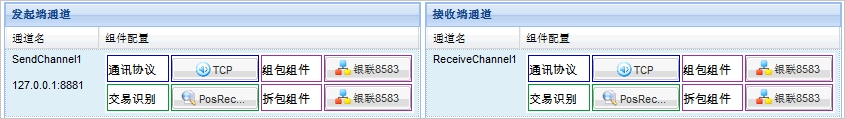 发起端通道
通道名 组件配置
SendChannel1
127.0.0.1:8881
通讯协议 TCP 组包组件 银联8583
交易识别 PosRec... 拆包组件 银联8583
接收端通道
通道名 组件配置
ReceiveChannel1
通讯协议 TCP 组包组件 银联8583
交易识别 PosRec... 拆包组件 银联8583